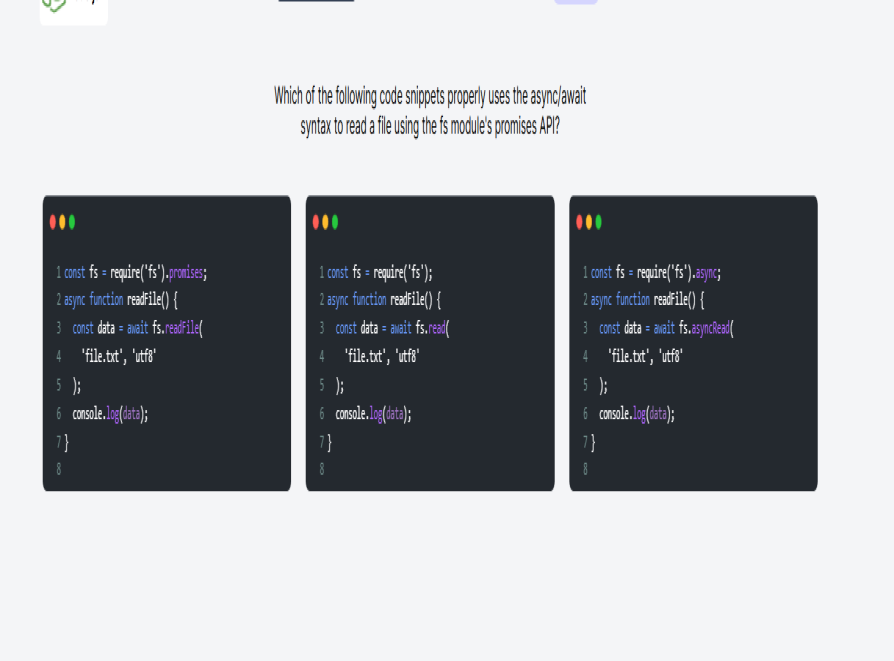 Which of the following code snippets properly uses the async/await
syntax to read a file using the fs module's promises API?
1 const fs = require('fs').promises;
2 async function readFile() {
3 const data = await fs.readFile(
4 'file.txt', 'utf8'
5 );
6 console.log(data);
7 }
8
1 const fs = require('fs');
2 async function readFile() {
3 const data = await fs.read(
4 'file.txt', 'utf8'
5 );
6 console.log(data);
7 }
8
1 const fs = require('fs').async;
2 async function readFile() {
3 const data = await fs.asyncRead(
4 'file.txt', 'utf8'
5 );
6 console.log(data);
7 }
8